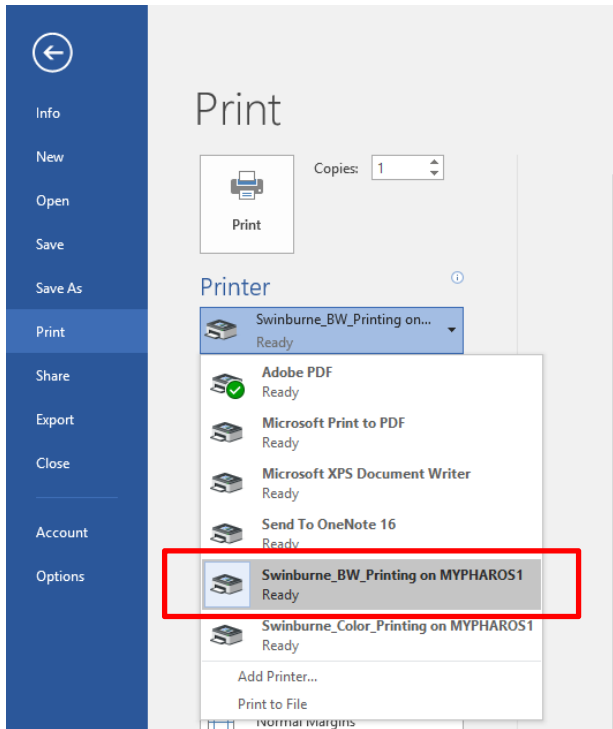 Print
Info
New
Open
Save
Save As
Print
Share
Export
Close
Account
Options
Copies: 1
Print
Printer
Swinburne_BW_Printing on...
Ready
Adobe PDF
Ready
Microsoft Print to PDF
Ready
Microsoft XPS Document Writer
Ready
Send To OneNote 16
Ready
Swinburne_BW_Printing on MYPHAROS1
Ready
Swinburne_Color_Printing on MYPHAROS1
Ready
Add Printer...
Print to File
Normal Margins